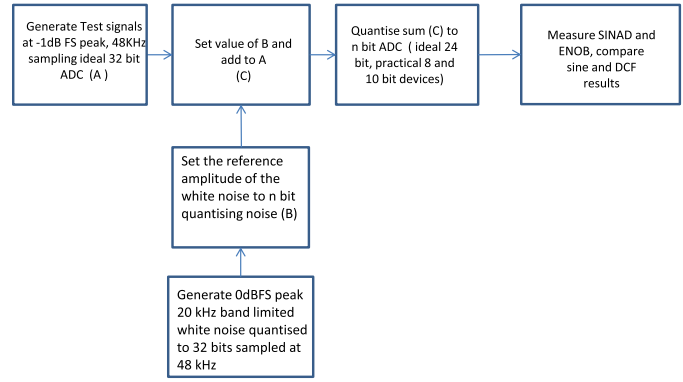 Generate Test signals
at -1dB FS peak, 48KHz
sampling ideal 32 bit
ADC (A )
Set value of B and
add to A
(C)
Quantise sum (C) to
n bit ADC ( ideal 24
bit, practical 8 and
10 bit devices)
Measure SINAD and
ENOB, compare
sine and DCF
results
Set the reference
amplitude of the
white noise to n bit
quantising noise (B)
Generate 0dBFS peak
20 kHz band limited
white noise quantised
to 32 bits sampled at
48 kHz